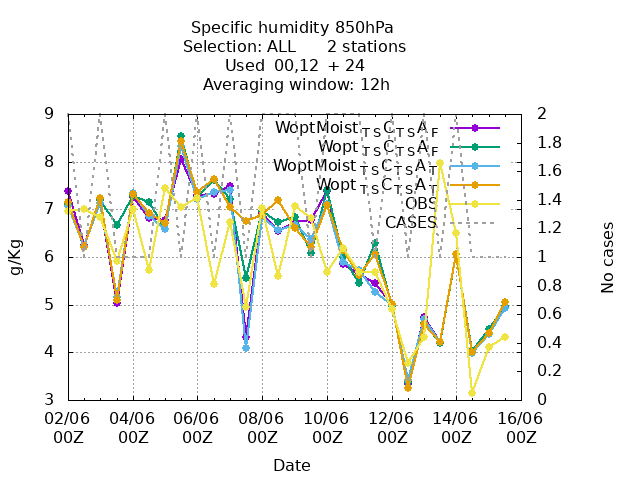 Specific humidity 850hPa
Selection: ALL 2 stations
Used 00,12 + 24
Averaging window: 12h
WoptMoist_TSC_TSA_F
Wopt_TSC_TSA_F
WoptMoist_TSC_TSA_T
Wopt_TSC_TSA_T
OBS
CASES
g/Kg
9
8
7
6
5
4
3
No cases
2
1.8
1.6
1.4
1.2
1
0.8
0.6
0.4
0.2
0
02/06 04/06 06/06 08/06 10/06 12/06 14/06 16/06
00Z 00Z 00Z 00Z 00Z 00Z 00Z 00Z
Date